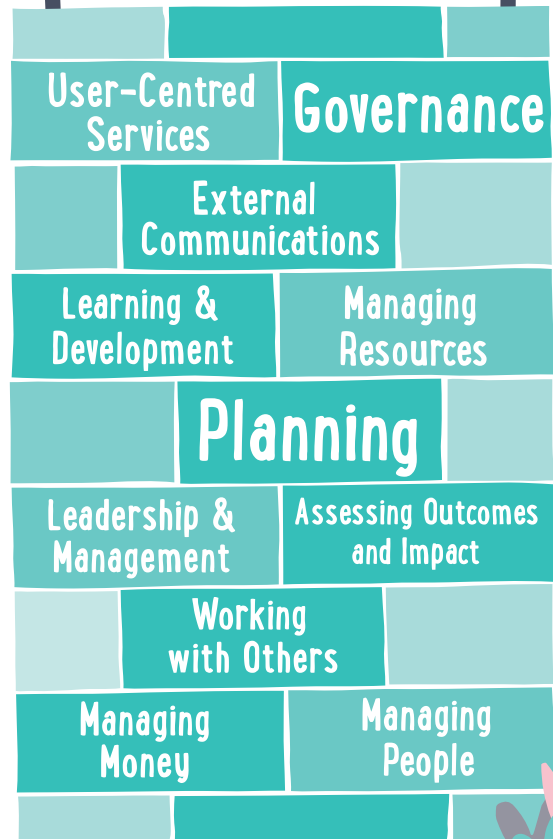 User-Centred
Services
Governance
External
Communications
Learning &
Development
Managing
Resources
Planning
Leadership &
Management
Assessing Outcomes
and Impact
Working
with Others
Managing
Money
Managing
People